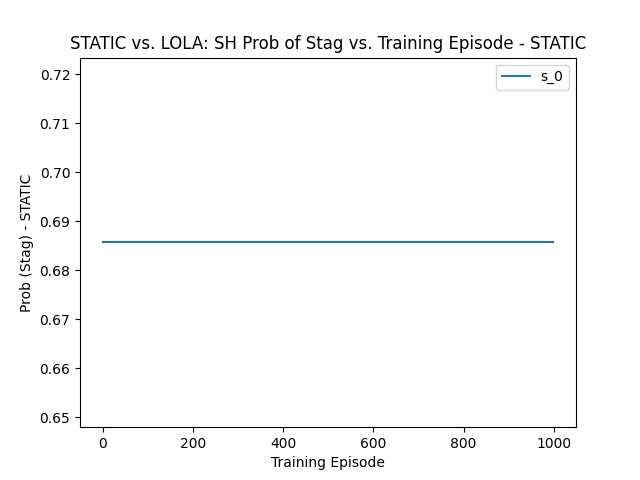 STATIC vs. LOLA: SH Prob of Stag vs. Training Episode - STATIC
s_0
Prob (Stag) - STATIC
0.72
0.71
0.70
0.69
0.68
0.67
0.66
0.65
0 200 400 600 800 1000
Training Episode